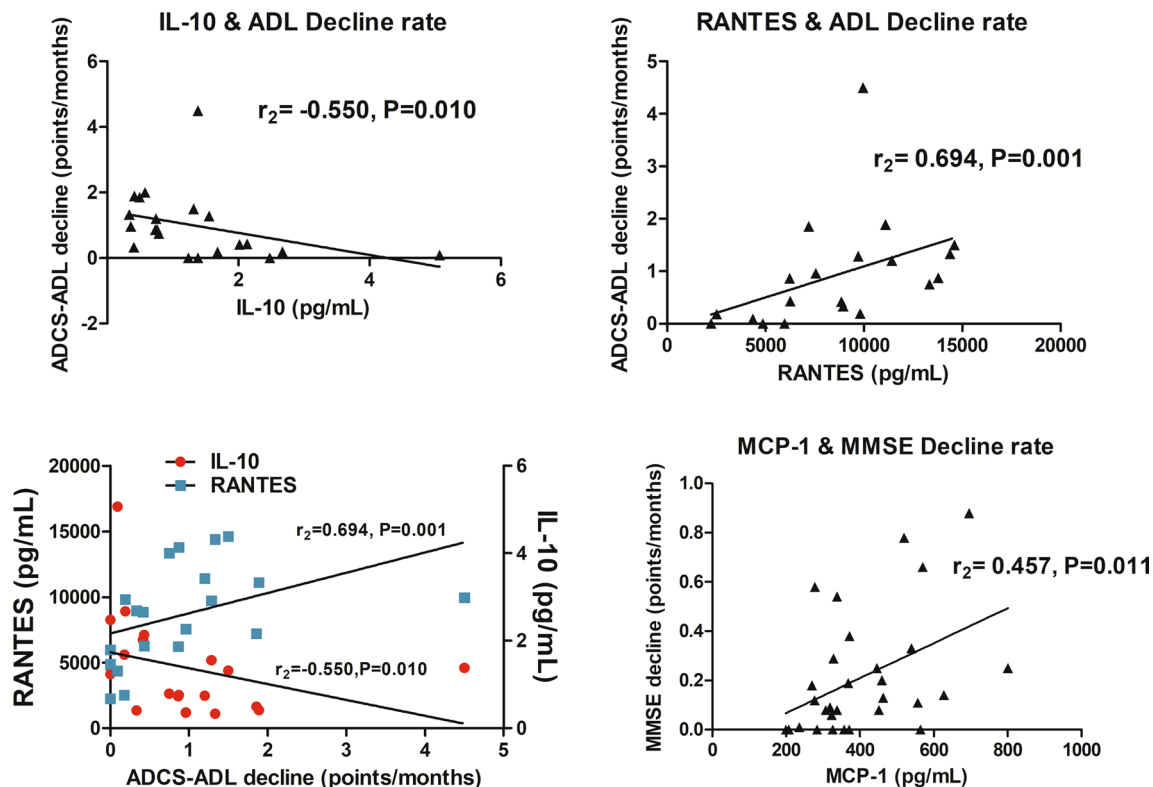 IL-10 & ADL Decline rate
ADCS-ADL decline (points/months)
6
4
2
0
-2
r2= -0.550, P=0.010
2
4
6
IL-10 (pg/mL)
RANTES & ADL Decline rate
ADCS-ADL decline (points/months)
5
4
3
2
1
0
r2= 0.694, P=0.001
0
5000
10000
15000
20000
RANTES (pg/mL)
IL-10
RANTES
RANTES (pg/mL)
20000
15000
10000
5000
0
r2=0.694, P=0.001
r2=-0.550,P=0.010
6
4
2
0
IL-10 (pg/mL)
0
1
2
3
4
5
ADCS-ADL decline (points/months)
MCP-1 & MMSE Decline rate
MMSE decline (points/months)
1.0
0.8
0.6
0.4
0.2
0.0
r2= 0.457, P=0.011
0
200
400
600
800
1000
MCP-1 (pg/mL)